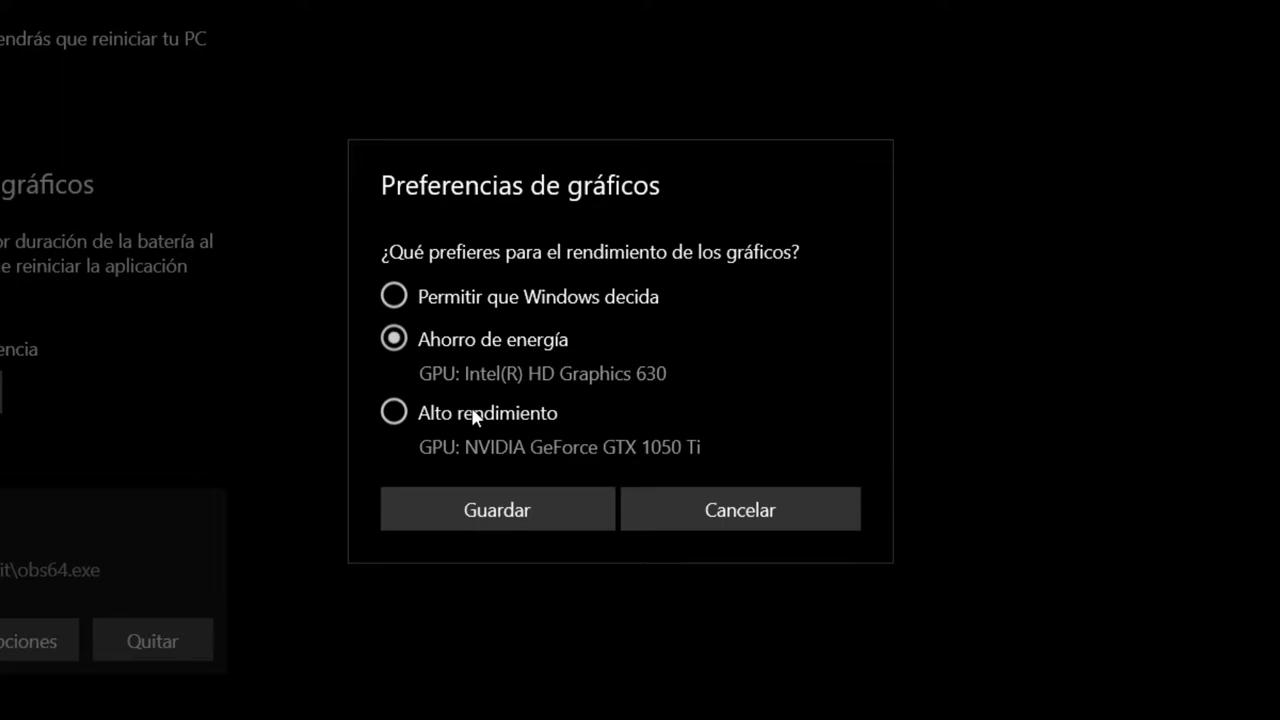 endrás que reiniciar tu PC
gráficos
or duración de la batería al
e reiniciar la aplicación
encia
it\obs64.exe
pciones
Quitar
Preferencias de gráficos
¿Qué prefieres para el rendimiento de los gráficos?
Permitir que Windows decida
Ahorro de energía
GPU: Intel(R) HD Graphics 630
Alto rendimiento
GPU: NVIDIA GeForce GTX 1050 Ti
Guardar
Cancelar